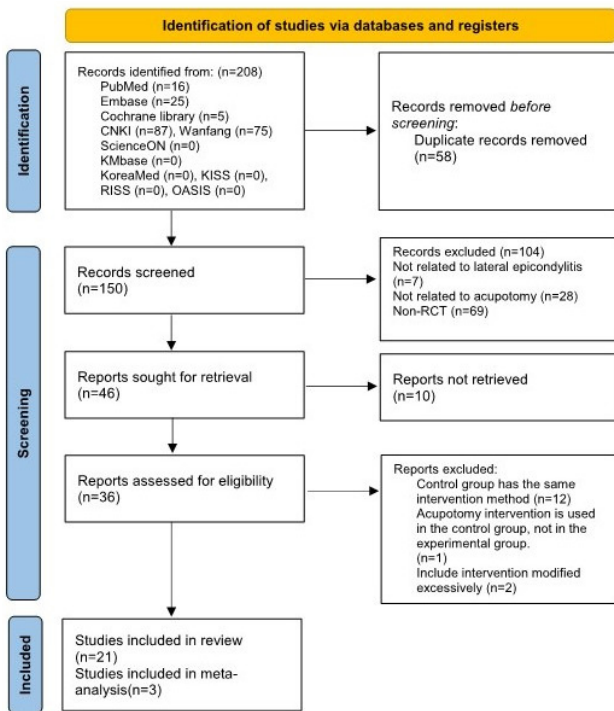 Identification of studies via databases and registers
Identification
Records identified from: (n=208)
PubMed (n=16)
Embase (n=25)
Cochrane library (n=5)
CNKI (n=87), Wanfang (n=75)
ScienceON (n=0)
KMbase (n=0)
KoreaMed (n=0), KISS (n=0),
RISS (n=0), OASIS (n=0)
Records removed before
screening:
Duplicate records removed
(n=58)
Screening
Records screened
(n=150)
Records excluded (n=104)
Not related to lateral epicondylitis
(n=7)
Not related to acupotomy (n=28)
Non-RCT (n=69)
Reports sought for retrieval
(n=46)
Reports not retrieved
(n=10)
Reports assessed for eligibility
(n=36)
Reports excluded:
Control group has the same
intervention method (n=12)
Acupotomy intervention is used
in the control group, not in the
experimental group.
(n=1)
Include intervention modified
excessively (n=2)
Included
Studies included in review
(n=21)
Studies included in meta-
analysis(n=3)